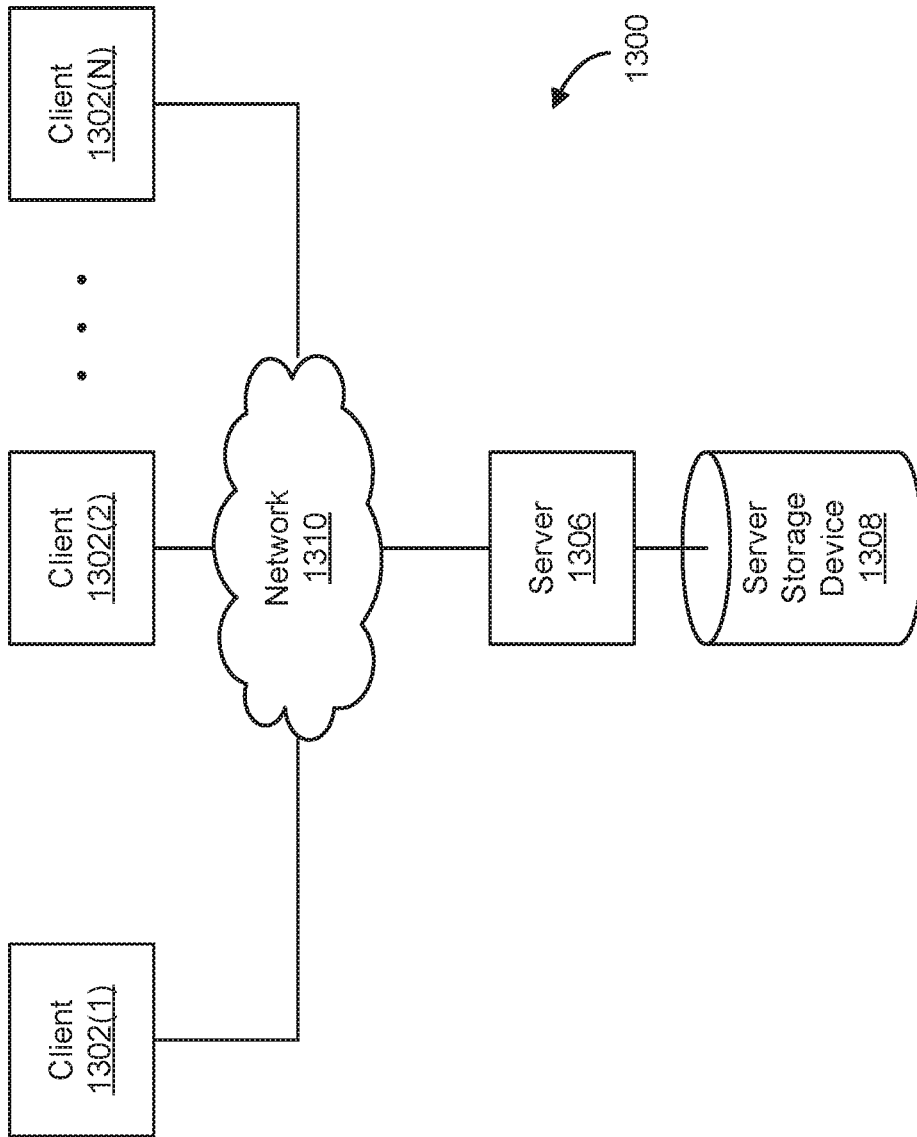 Client
1302(1)
Client
1302(2)
Client
1302(N)
Network
1310
Server
1306
Server
Storage
Device
1308
1300